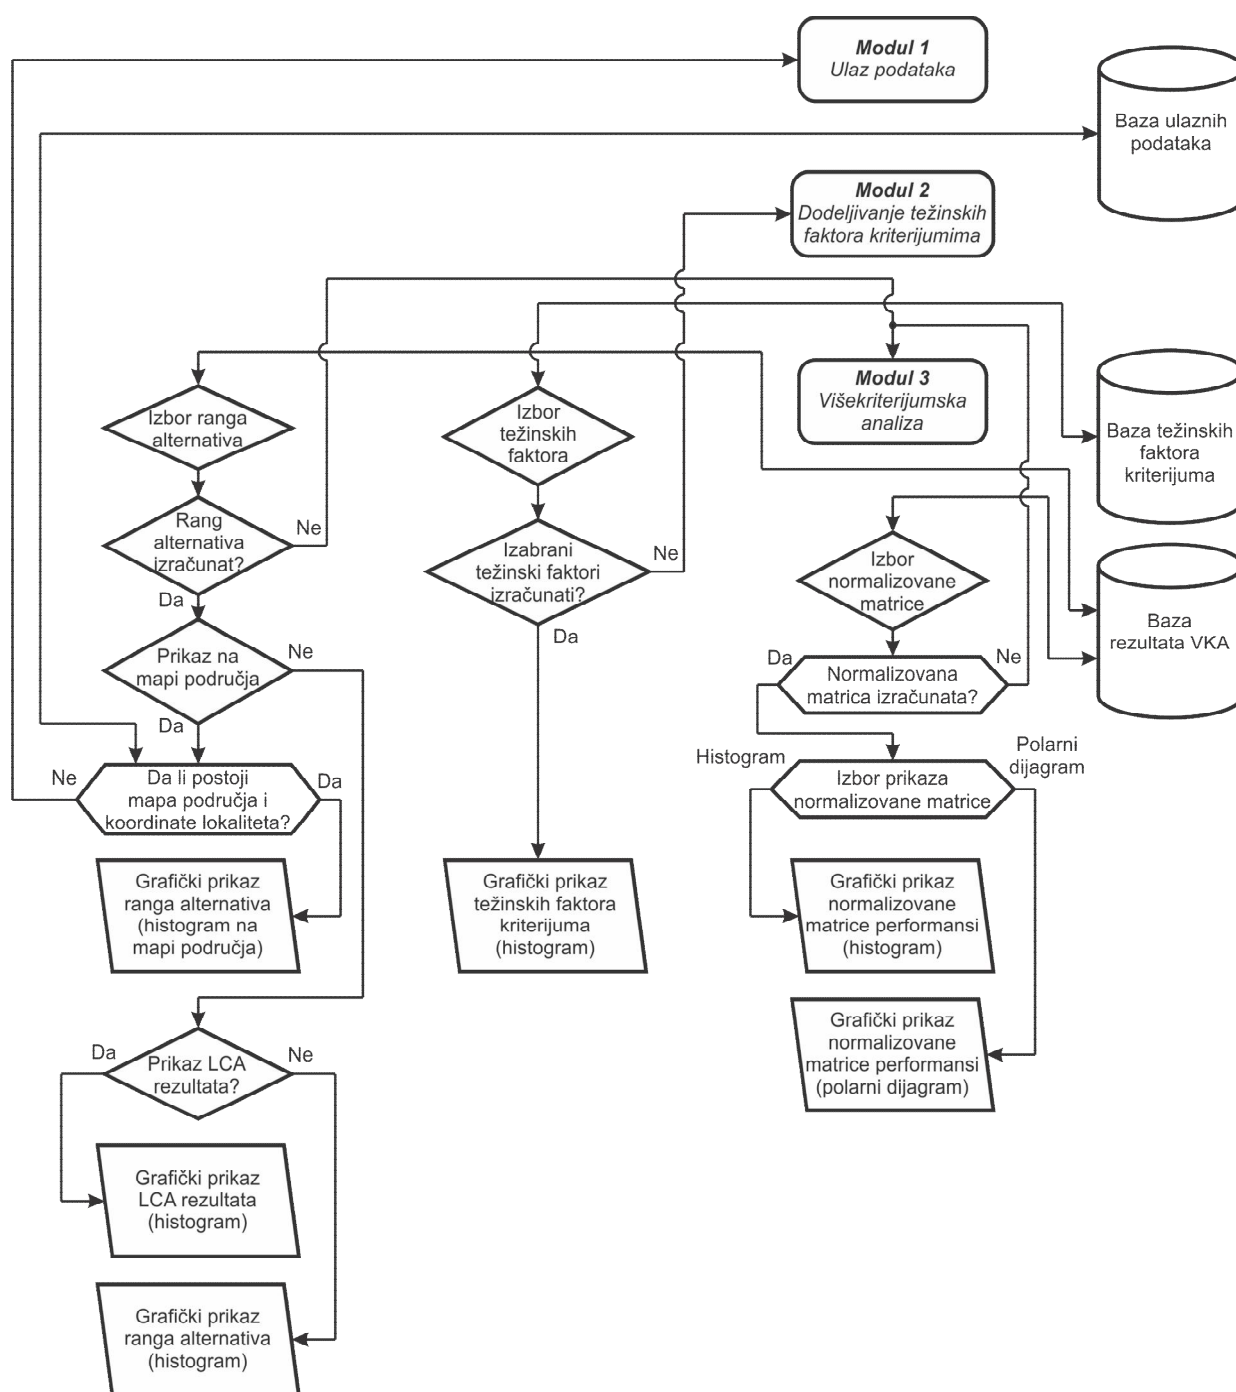 Modul 1
Ulaz podataka
Baza ulaznih
podataka
Modul 2
Dodeljivanje težinskih
faktora kriterijumima
Modul 3
Višekriterijumska
analiza
Baza težinskih
faktora
kriterijuma
Baza
rezultata VKA
Izbor ranga
alternativa
Rang
alternativa
izračunat?
Ne
Da
Prikaz na
mapi područja
Ne
Da
Ne
Da li postoji
mapa područja i
koordinate lokaliteta?
Da
Grafički prikaz
ranga alternativa
(histogram na
mapi područja)
Da
Prikaz LCA
rezultata?
Ne
Grafički prikaz
LCA rezultata
(histogram)
Grafički prikaz
ranga alternativa
(histogram)
Izbor
težinskih
faktora
Izabrani
težinski faktori
izračunati?
Ne
Da
Grafički prikaz
težinskih faktora
kriterijuma
(histogram)
Izbor
normalizovane
matrice
Da
Normalizovana
matrica izračunata?
Ne
Histogram
Izbor prikaza
normalizovane matrice
Polarni
dijagram
Grafički prikaz
normalizovane
matrice performansi
(histogram)
Grafički prikaz
normalizovane
matrice performansi
(polarni dijagram)